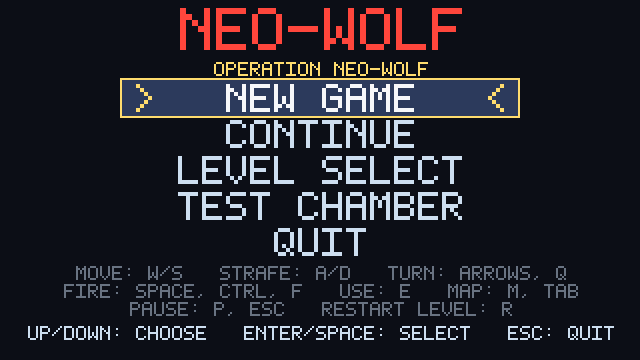 NEO-WOLF
OPERATION NEO-WOLF
> NEW GAME <
CONTINUE
LEVEL SELECT
TEST CHAMBER
QUIT
MOVE: W/S STRAFE: A/D TURN: ARROWS, Q
FIRE: SPACE, CTRL, F USE: E MAP: M, TAB
PAUSE: P, ESC RESTART LEVEL: R
UP/DOWN: CHOOSE ENTER/SPACE: SELECT ESC: QUIT